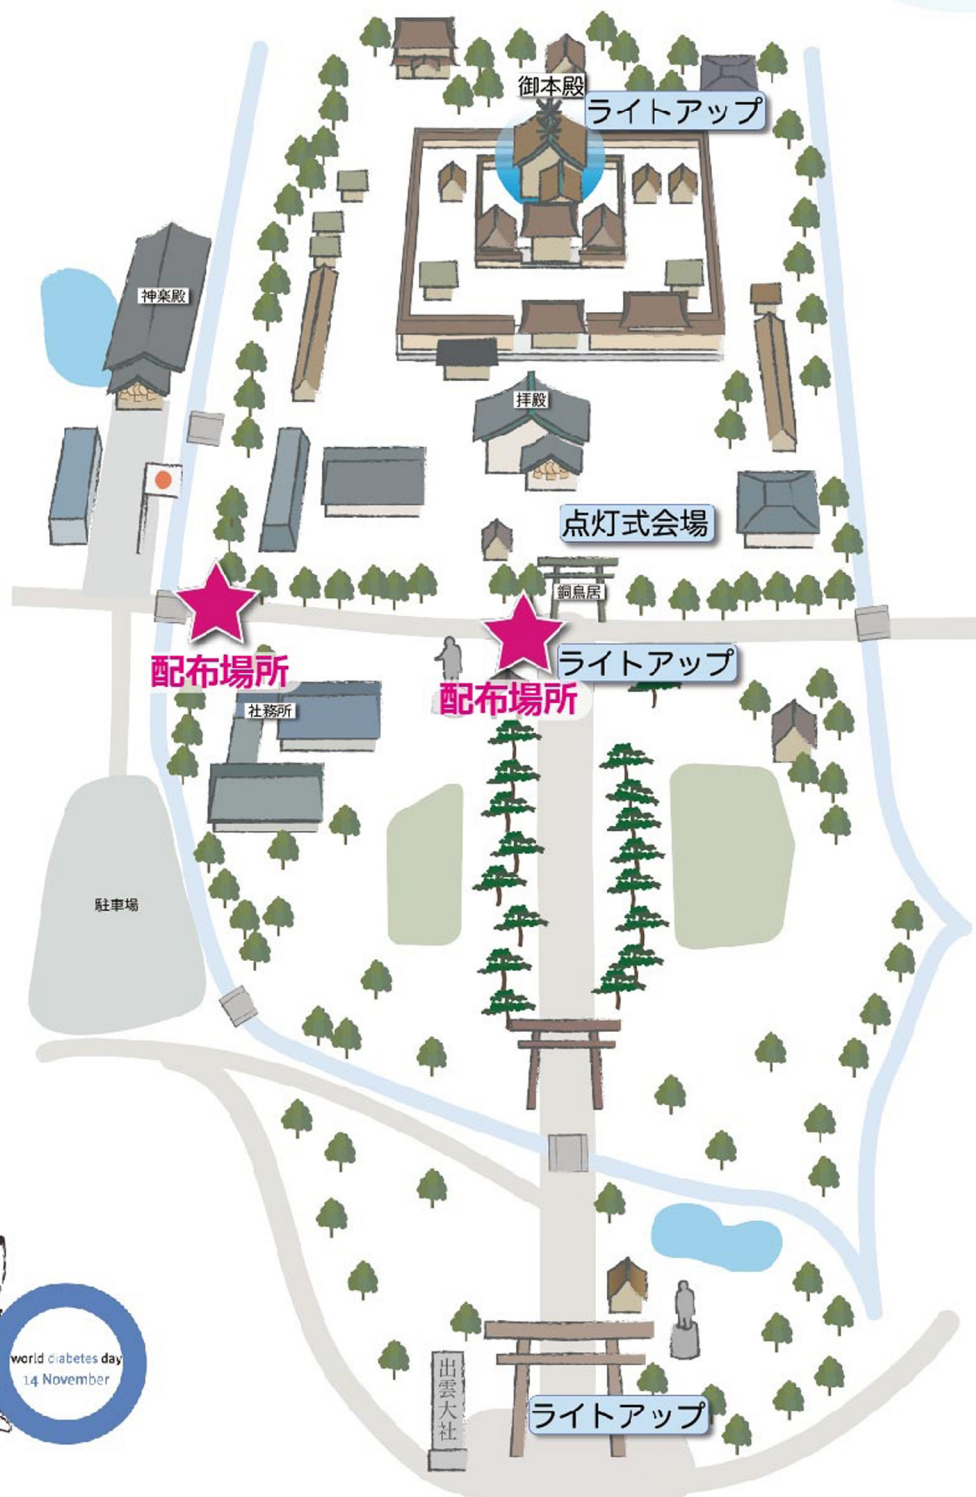 御本殿
ライトアップ
神楽殿
拝殿
点灯式会場
銅鳥居
配布場所
ライトアップ
配布場所
社務所
駐車場
world diabetes day
14 November
出雲大社
ライトアップ